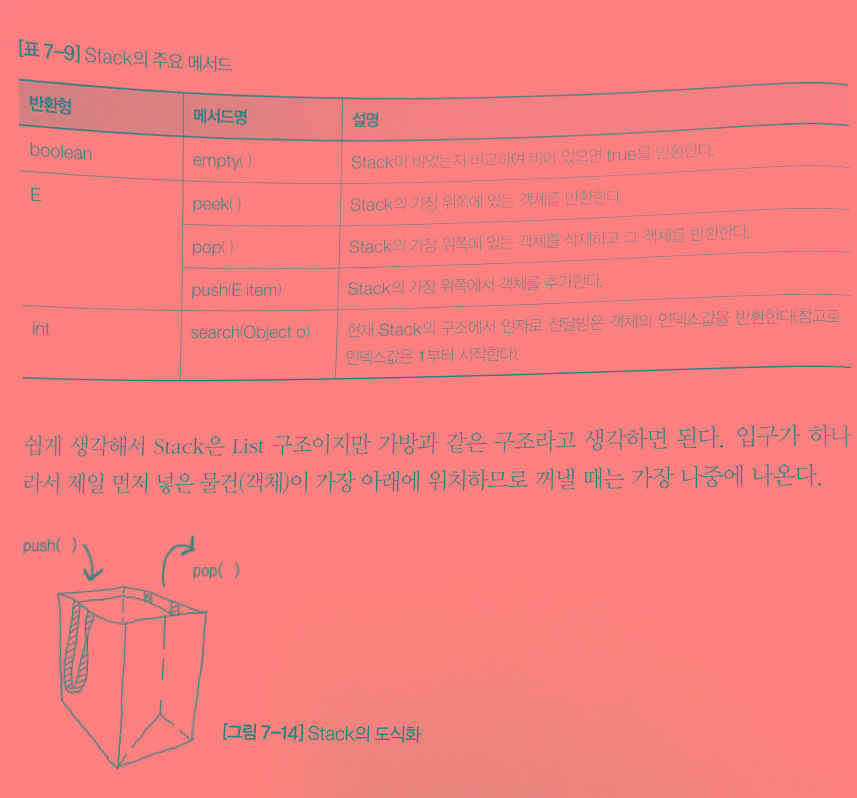 [표 7-9] Stack의 주요 메서드
반환형 메서드명 설명
boolean empty( ) Stack이 비었는지 비교하여 비어 있으면 true를 반환한다.
E peek( ) Stack의 가장 위쪽에 있는 객체를 반환한다.
pop( ) Stack의 가장 위쪽에 있는 객체를 삭제하고 그 객체를 반환한다.
push(E item) Stack의 가장 위쪽에서 객체를 추가한다.
int search(Object o) 현재 Stack의 구조에서 인자로 전달받은 객체의 인덱스값을 반환한다(참고로
인덱스값은 1부터 시작한다).
쉽게 생각해서 Stack은 List 구조이지만 가방과 같은 구조라고 생각하면 된다. 입구가 하나
라서 제일 먼저 넣은 물건(객체)이 가장 아래에 위치하므로 꺼낼 때는 가장 나중에 나온다.
push( )
pop( )
[그림 7-14] Stack의 도식화